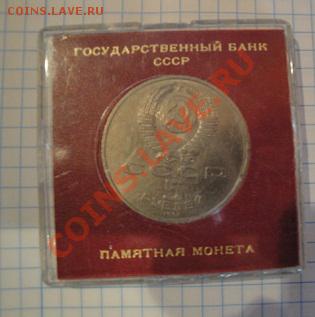 COINS.LAVE.RU
ГОСУДАРСТВЕННЫЙ БАНК
СССР
COINS.LAVE.RU
ПАМЯТНАЯ МОНЕТА